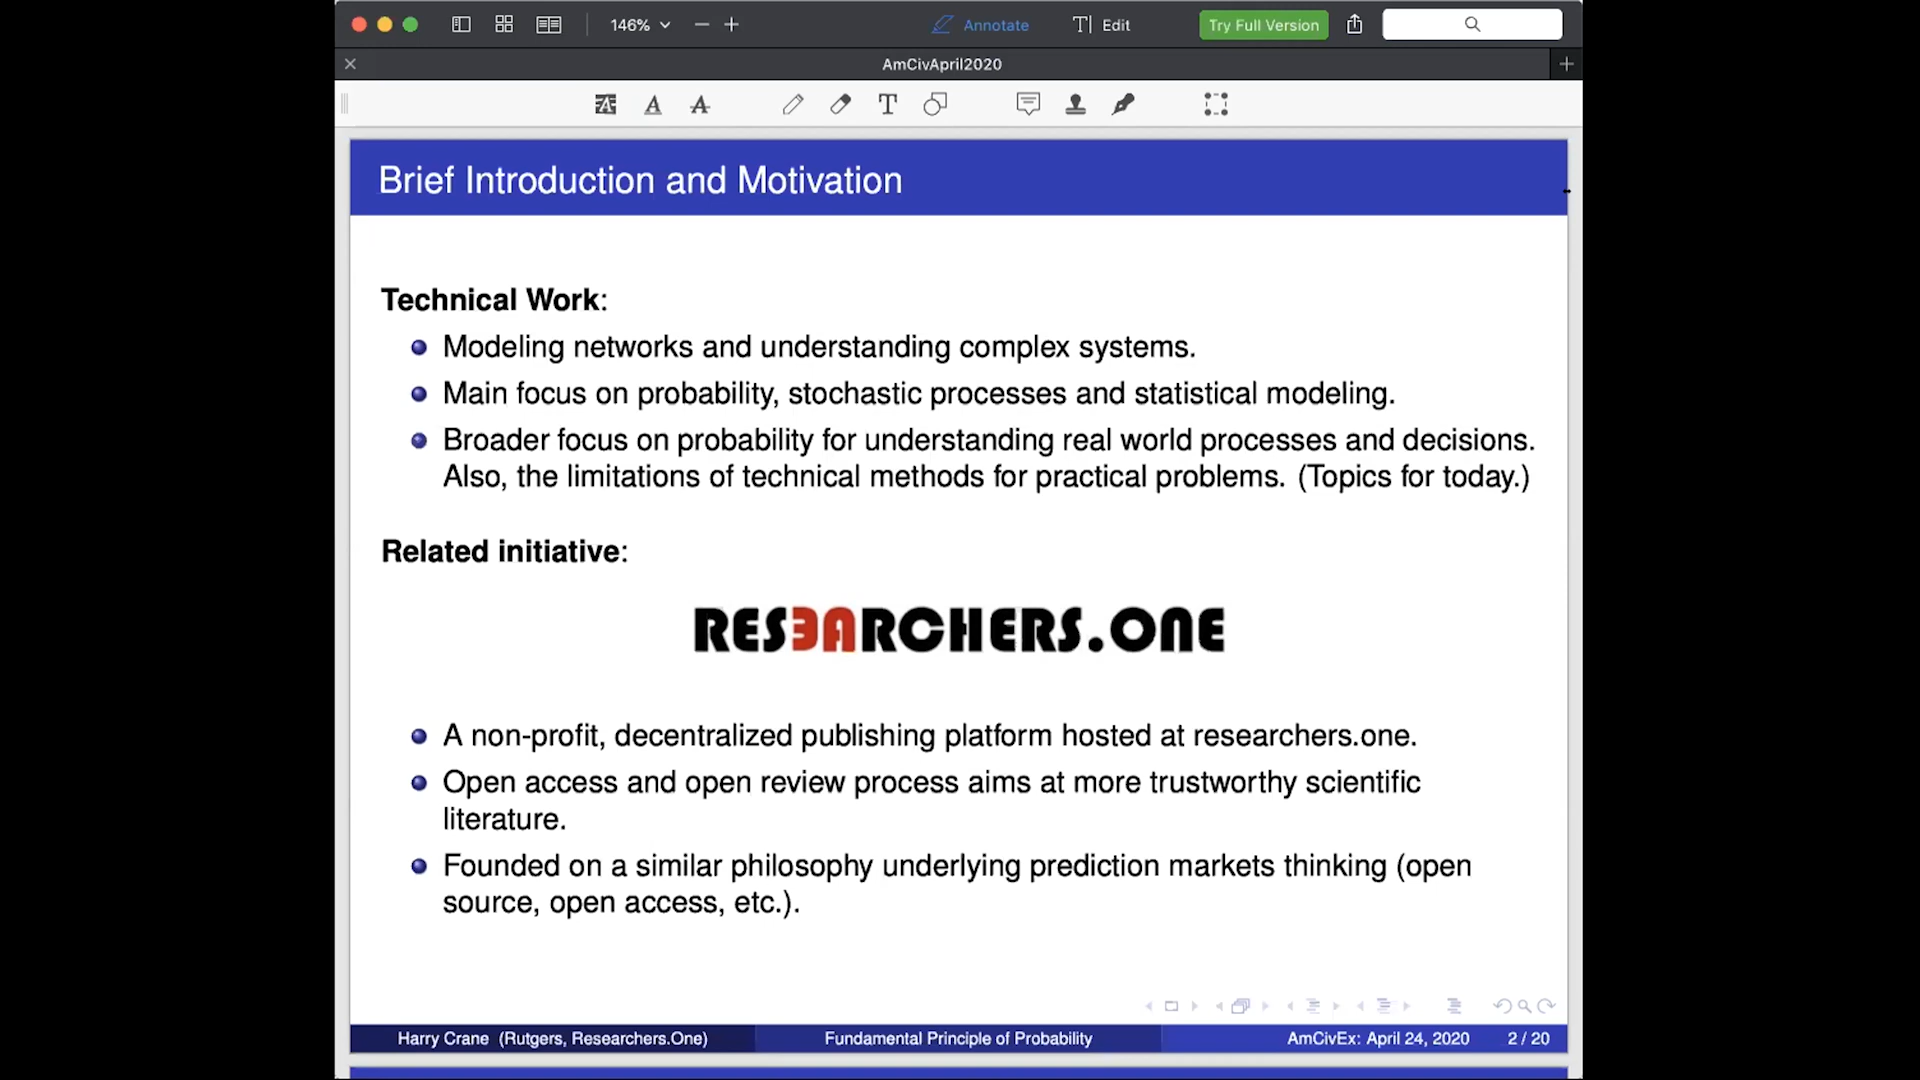 146%
Annotate
Edit
Try Full Version
AmCivApril2020
Brief Introduction and Motivation
Technical Work:
Modeling networks and understanding complex systems.
Main focus on probability, stochastic processes and statistical modeling.
Broader focus on probability for understanding real world processes and decisions.
Also, the limitations of technical methods for practical problems. (Topics for today.)
Related initiative:
RESEARCHERS.ONE
A non-profit, decentralized publishing platform hosted at researchers.one.
Open access and open review process aims at more trustworthy scientific
literature.
Founded on a similar philosophy underlying prediction markets thinking (open
source, open access, etc.).
Harry Crane (Rutgers, Researchers.One)
Fundamental Principle of Probability
AmCivEx: April 24, 2020
2 / 20